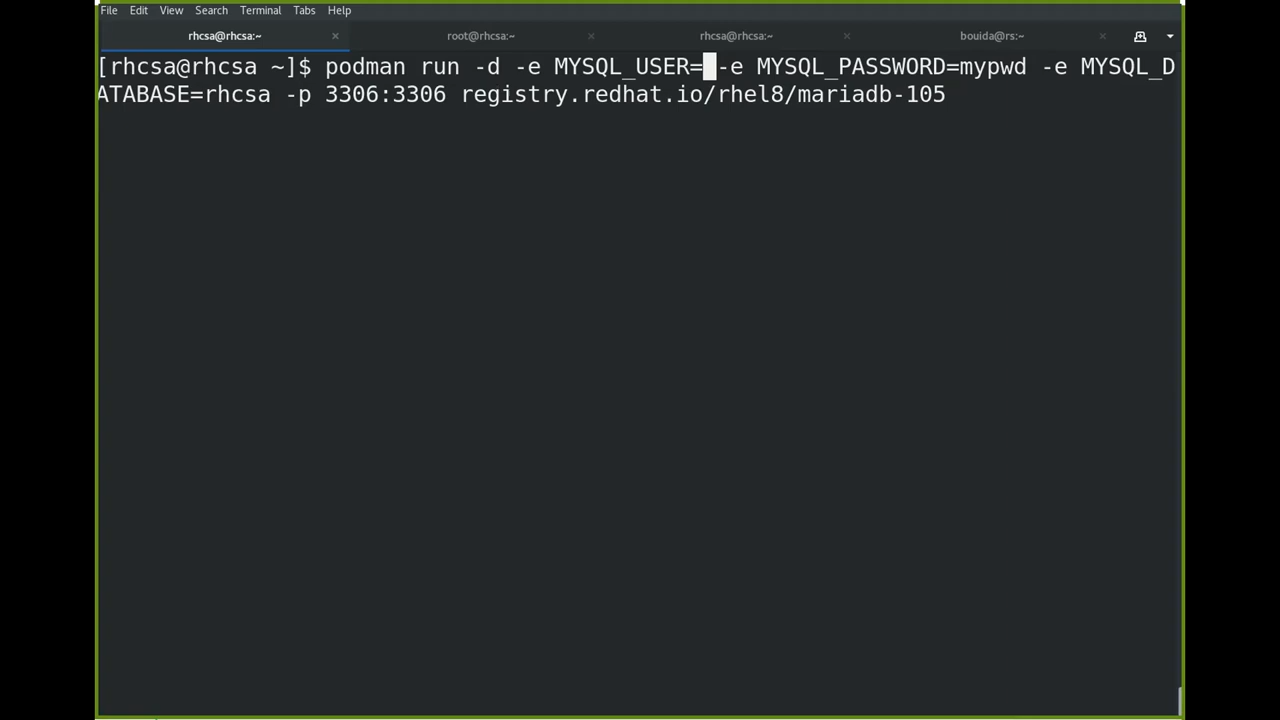 File Edit View Search Terminal Tabs Help
rhcsa@rhcsa:~ × root@rhcsa:~ × rhcsa@rhcsa:~ × bouida@rs:~ ×
[rhcsa@rhcsa ~]$ podman run -d -e MYSQL_USER= -e MYSQL_PASSWORD=mypwd -e MYSQL_D
ATABASE=rhcsa -p 3306:3306 registry.redhat.io/rhel8/mariadb-105